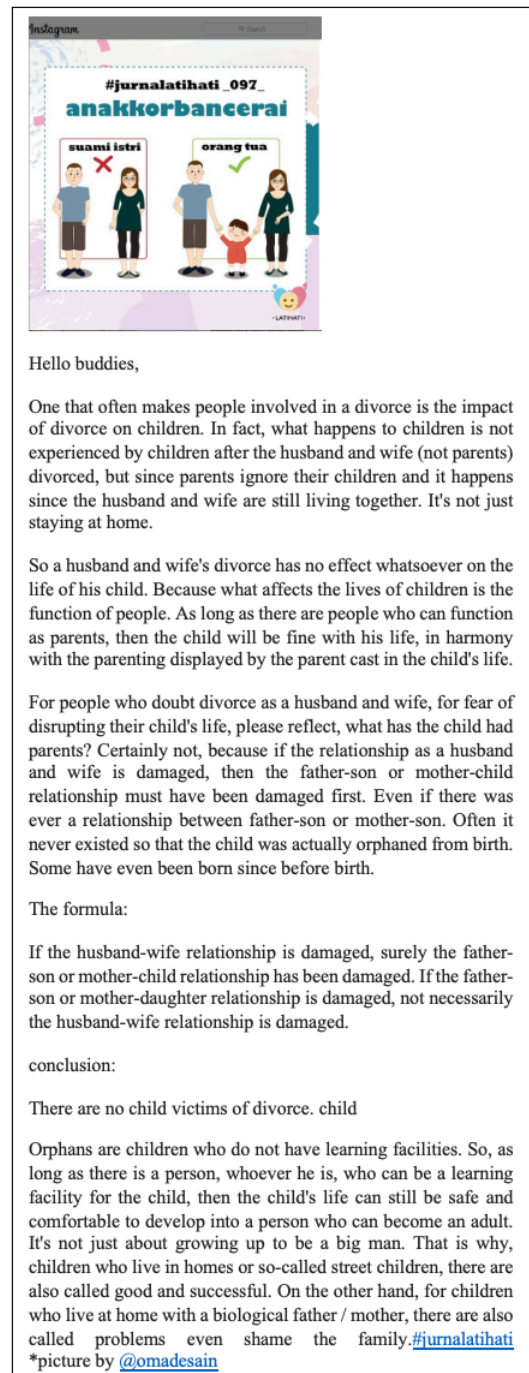 Instagram
Search
#jurnalatihati _097_
anakkorbancerai
suami istri
orang tua
•LATIHATI•
Hello buddies,
One that often makes people involved in a divorce is the impact
of divorce on children. In fact, what happens to children is not
experienced by children after the husband and wife (not parents)
divorced, but since parents ignore their children and it happens
since the husband and wife are still living together. It's not just
staying at home.
So a husband and wife's divorce has no effect whatsoever on the
life of his child. Because what affects the lives of children is the
function of people. As long as there are people who can function
as parents, then the child will be fine with his life, in harmony
with the parenting displayed by the parent cast in the child's life.
For people who doubt divorce as a husband and wife, for fear of
disrupting their child's life, please reflect, what has the child had
parents? Certainly not, because if the relationship as a husband
and wife is damaged, then the father-son or mother-child
relationship must have been damaged first. Even if there was
ever a relationship between father-son or mother-son. Often it
never existed so that the child was actually orphaned from birth.
Some have even been born since before birth.
The formula:
If the husband-wife relationship is damaged, surely the father-
son or mother-child relationship has been damaged. If the father-
son or mother-daughter relationship is damaged, not necessarily
the husband-wife relationship is damaged.
conclusion:
There are no child victims of divorce. child
Orphans are children who do not have learning facilities. So, as
long as there is a person, whoever he is, who can be a learning
facility for the child, then the child's life can still be safe and
comfortable to develop into a person who can become an adult.
It's not just about growing up to be a big man. That is why,
children who live in homes or so-called street children, there are
also called good and successful. On the other hand, for children
who live at home with a biological father / mother, there are also
called problems even shame the family.#jurnalatihati
*picture by @omadesain